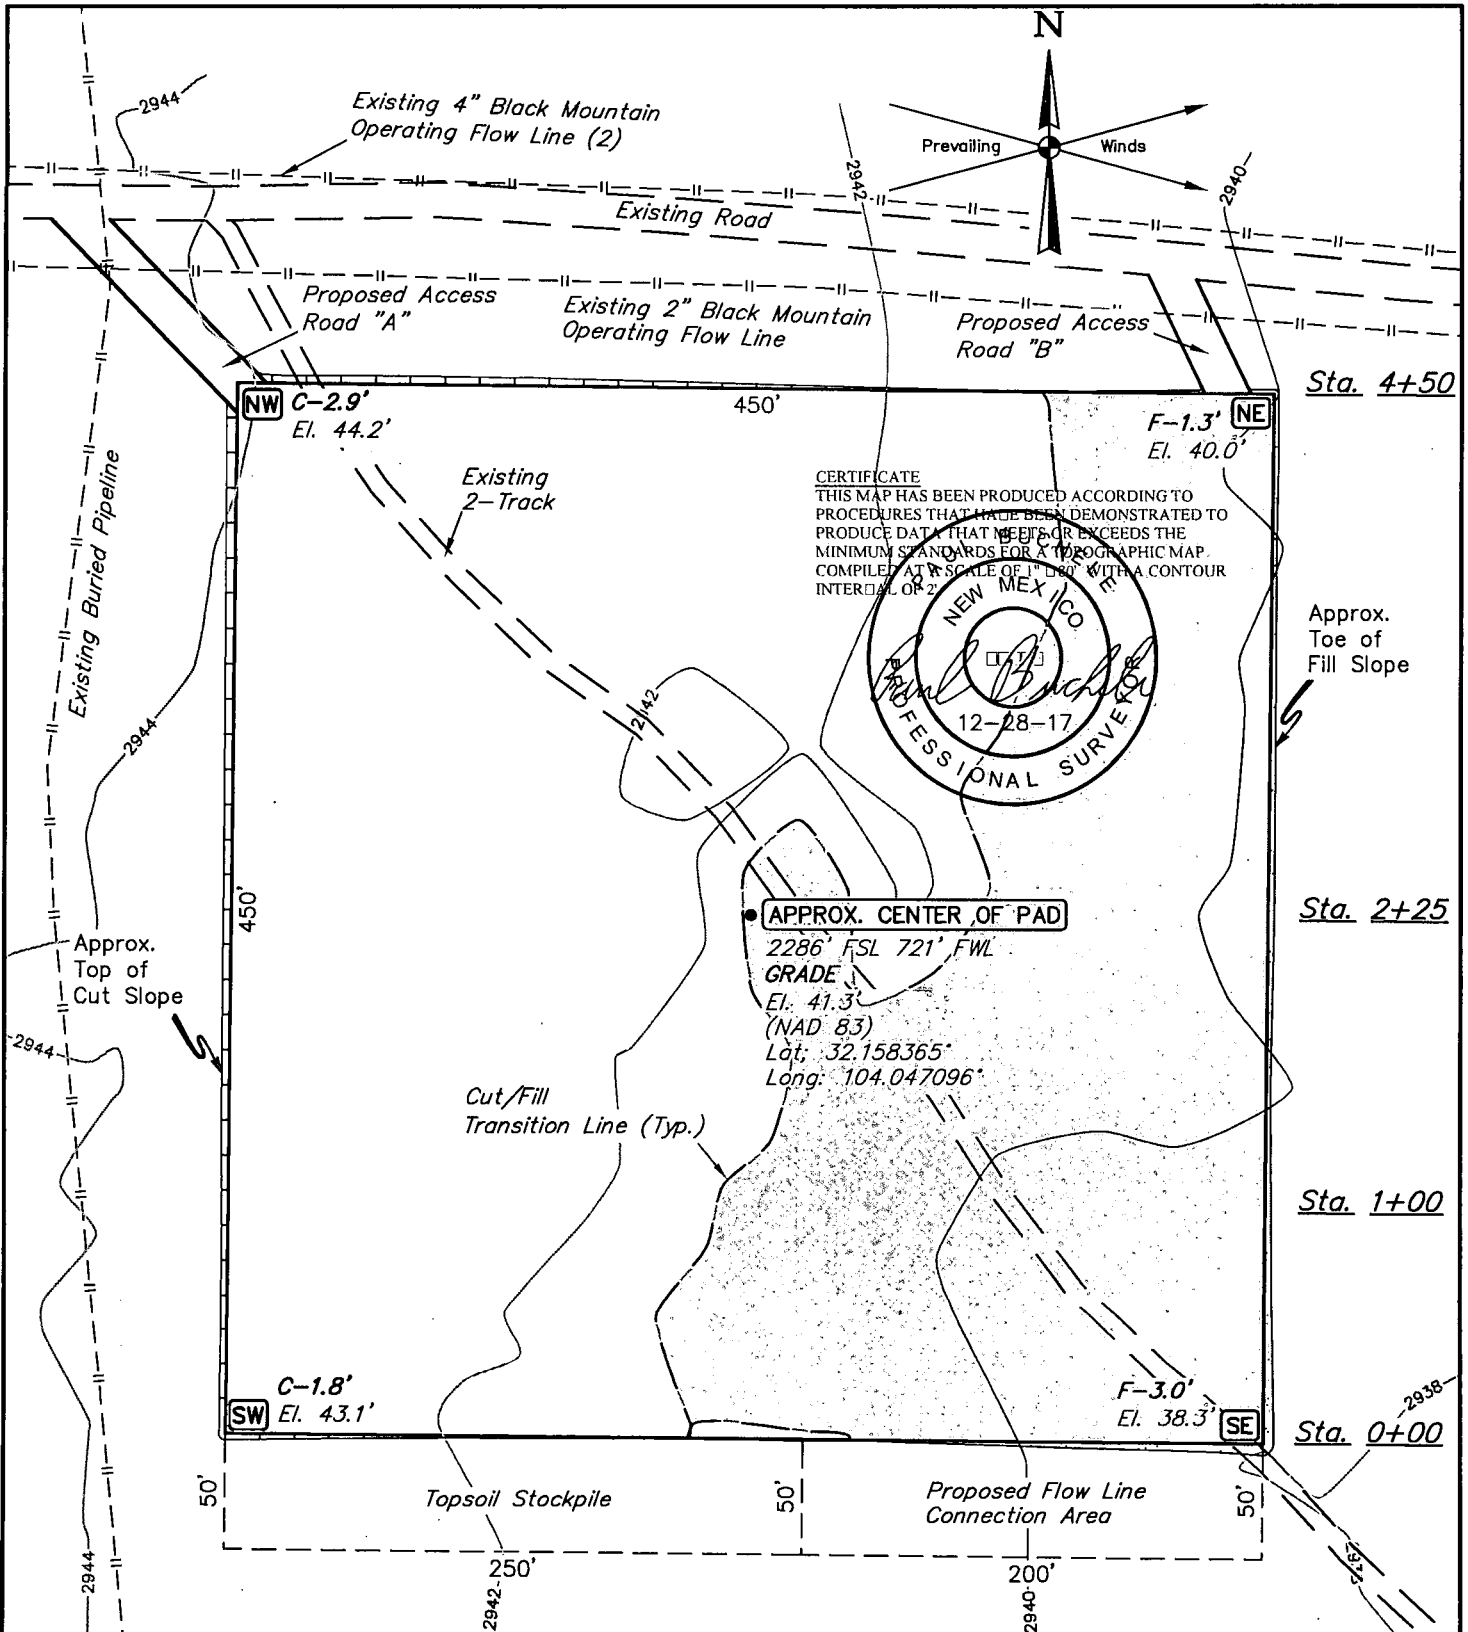 N
2944
Existing 4" Black Mountain
Operating Flow Line (2)
Prevailing Winds
2942
2940
Existing Road
Proposed Access
Road "A"
Existing 2" Black Mountain
Operating Flow Line
Proposed Access
Road "B"
Sta. 4+50
NW C-2.9'
El. 44.2'
450'
F-1.3' NE
El. 40.0'
Existing
2-Track
CERTIFICATE
THIS MAP HAS BEEN PRODUCED ACCORDING TO
PROCEDURES THAT HA□E BEEN DEMONSTRATED TO
PRODUCE DATA THAT MEETS OR EXCEEDS THE
MINIMUM STANDARDS FOR A TOPOGRAPHIC MAP
COMPILED AT A SCALE OF 1" □60' WITH A CONTOUR
INTER□AL OF 2'
NEW MEXICO
12-28-17
PROFESSIONAL SURVEYOR
Existing Buried Pipeline
Approx.
Toe of
Fill Slope
2944
2942
450'
APPROX. CENTER OF PAD
Sta. 2+25
2286' FSL 721' FWL
GRADE
El. 41.3'
(NAD 83)
Lat: 32.158365°
Long: 104.047096°
Approx.
Top of
Cut Slope
2944
Cut/Fill
Transition Line (Typ.)
Sta. 1+00
C-1.8'
SW El. 43.1'
F-3.0'
El. 38.3' SE
2938
Sta. 0+00
50'
Topsoil Stockpile
50'
Proposed Flow Line
Connection Area
50'
250'
200'
2944
2942
2940